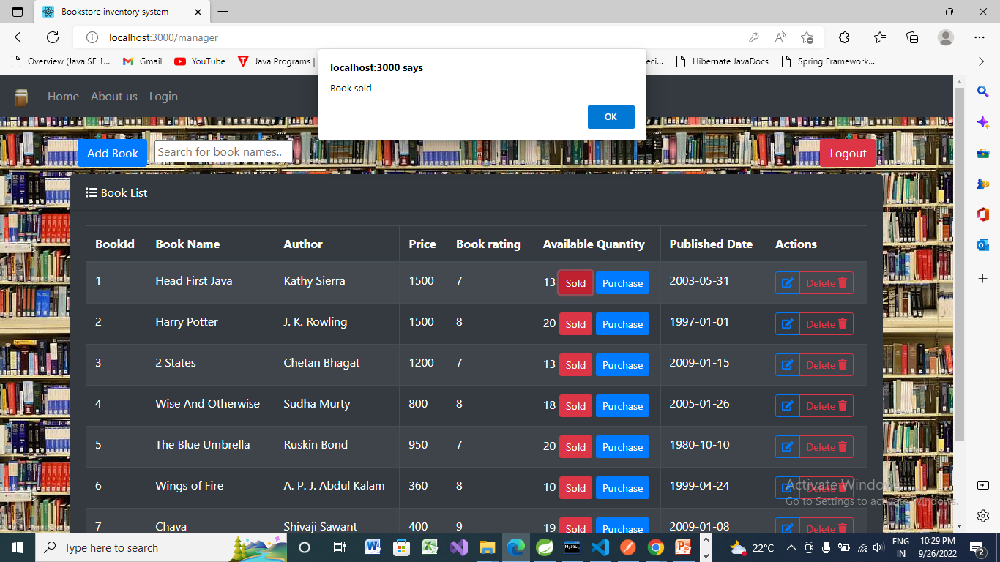 Bookstore inventory system
localhost:3000/manager
Overview (Java SE 1...
Gmail
YouTube
Java Programs |
eci...
Hibernate JavaDocs
Spring Framework...
localhost:3000 says
Book sold
OK
Home About us Login
Add Book Search for book names.. Logout
Book List
BookId Book Name Author Price Book rating Available Quantity Published Date Actions
1 Head First Java Kathy Sierra 1500 7 13 Sold Purchase 2003-05-31 Delete
2 Harry Potter J. K. Rowling 1500 8 20 Sold Purchase 1997-01-01 Delete
3 2 States Chetan Bhagat 1200 7 13 Sold Purchase 2009-01-15 Delete
4 Wise And Otherwise Sudha Murty 800 8 18 Sold Purchase 2005-01-26 Delete
5 The Blue Umbrella Ruskin Bond 950 7 20 Sold Purchase 1980-10-10 Delete
6 Wings of Fire A. P. J. Abdul Kalam 360 8 10 Sold Purchase 1999-04-24 Delete
7 Chava Shivaji Sawant 400 9 19 Sold Purchase 2009-01-08 Delete
Activate Windows
Go to Settings to activate Windows.
Type here to search
22°C
ENG
IN
10:29 PM
9/26/2022
2